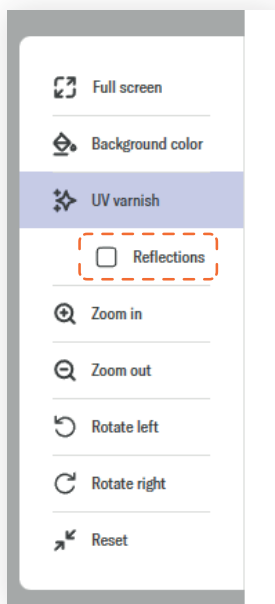 Full screen
Background color
UV varnish
Reflections
Zoom in
Zoom out
Rotate left
Rotate right
Reset